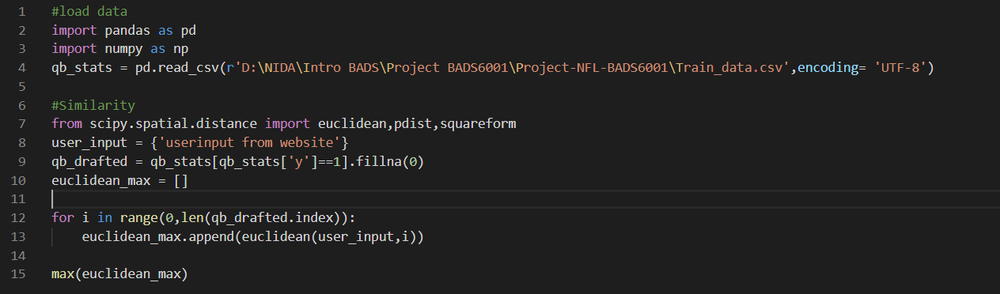 1 #load data
2 import pandas as pd
3 import numpy as np
4 qb_stats = pd.read_csv(r'D:\NIDA\Intro BADS\Project BADS6001\Project-NFL-BADS6001\Train_data.csv',encoding= 'UTF-8')
5
6 #Similarity
7 from scipy.spatial.distance import euclidean,pdist,squareform
8 user_input = {'userinput from website'}
9 qb_drafted = qb_stats[qb_stats['y']==1].fillna(0)
10 euclidean_max = []
11
12 for i in range(0,len(qb_drafted.index)):
13     euclidean_max.append(euclidean(user_input,i))
14
15 max(euclidean_max)